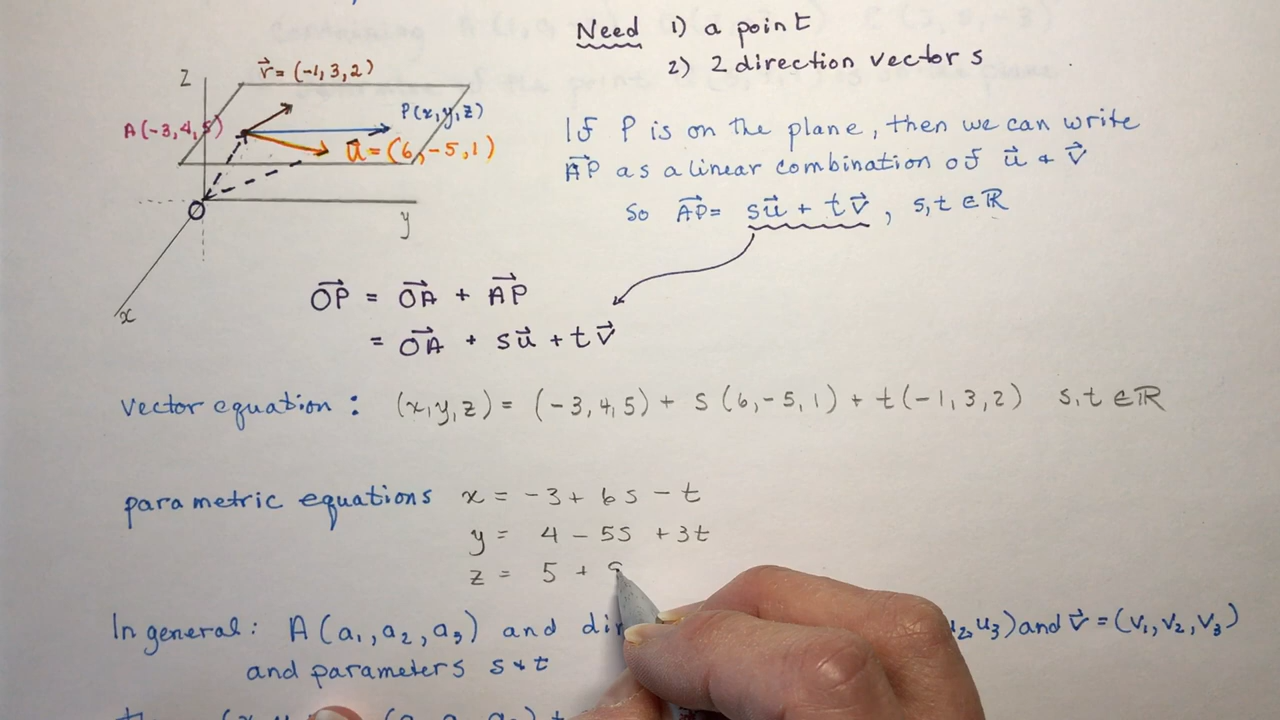 Need 1) a point
2) 2 direction vectors
z
r⃗ = (-1,3,2)
A(-3,4,5)
P(x,y,z)
u⃗ = (6,-5,1)
O
y
x
If P is on the plane, then we can write
AP⃗ as a linear combination of u⃗ & v⃗
So AP⃗ = su⃗ + tv⃗, s,t ∈ ℝ
OP⃗ = OA⃗ + AP⃗
= OA⃗ + su⃗ + tv⃗
vector equation: (x,y,z) = (-3,4,5) + s(6,-5,1) + t(-1,3,2) s,t ∈ ℝ
parametric equations x = -3 + 6s - t
y = 4 - 5s + 3t
z = 5 + s
In general: A(a₁,a₂,a₃) and dir u₂,u₃) and v⃗ = (v₁,v₂,v₃)
and parameters s & t